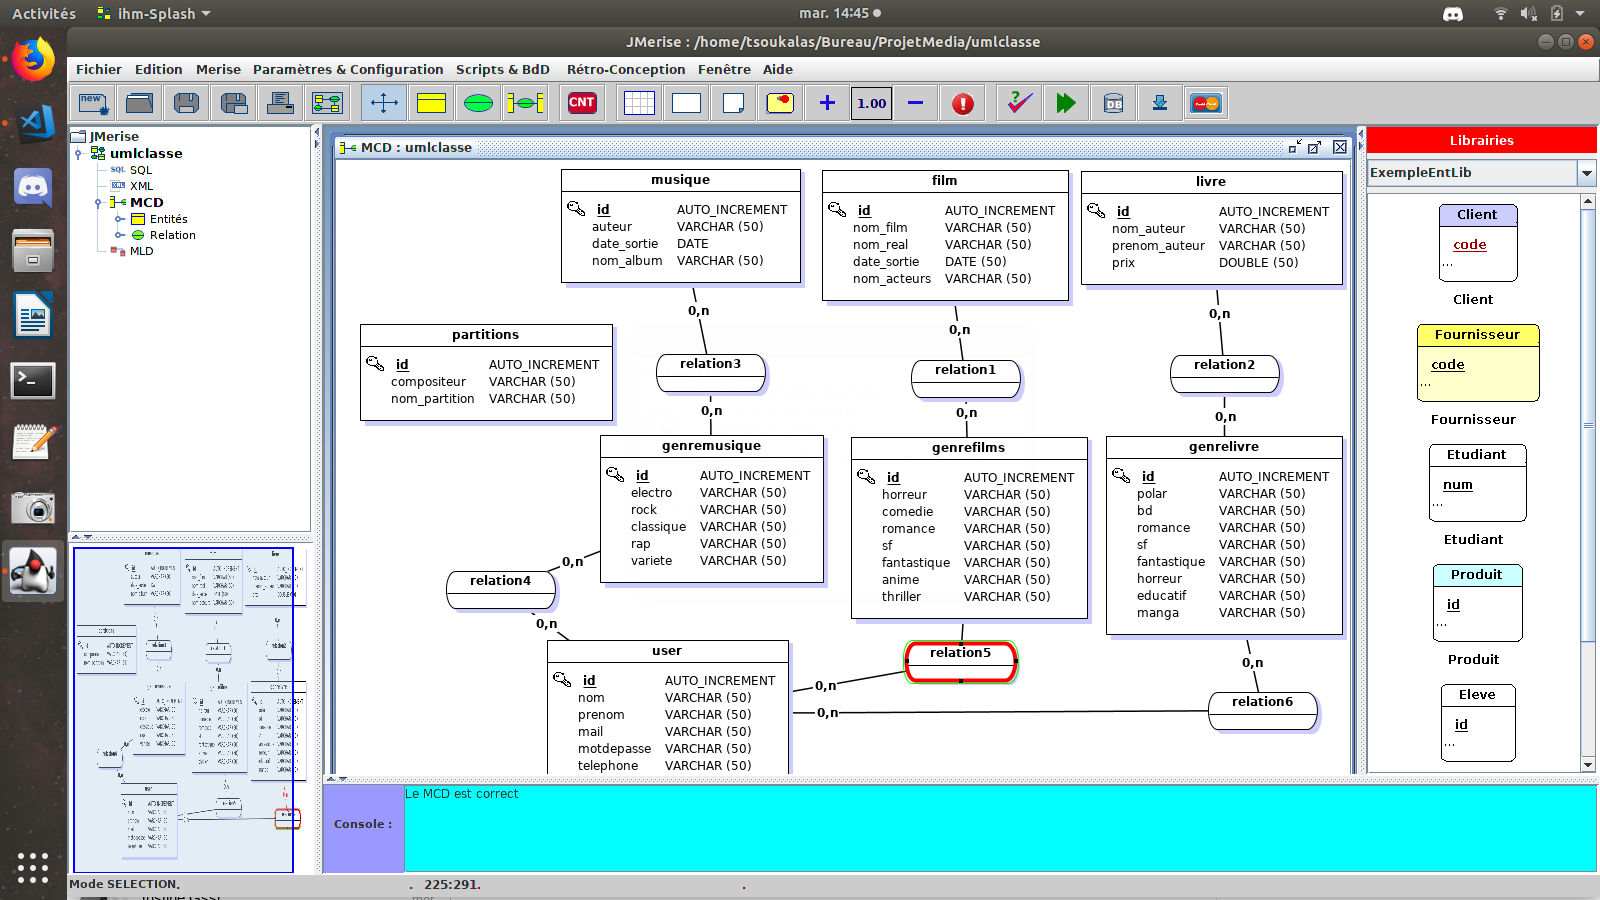 Activités
ihm-Splash
mar. 14:45
JMerise : /home/tsoukalas/Bureau/ProjetMedia/umlclasse
Fichier Edition Merise Paramètres & Configuration Scripts & BdD Rétro-Conception Fenêtre Aide
new
CNT
1.00
DB
JMerise
umlclasse
SQL SQL
XML XML
MCD
Entités
Relation
MLD
MCD : umlclasse
musique
id AUTO_INCREMENT
auteur VARCHAR (50)
date_sortie DATE
nom_album VARCHAR (50)
film
id AUTO_INCREMENT
nom_film VARCHAR (50)
nom_real VARCHAR (50)
date_sortie DATE (50)
nom_acteurs VARCHAR (50)
livre
id AUTO_INCREMENT
nom_auteur VARCHAR (50)
prenom_auteur VARCHAR (50)
prix DOUBLE (50)
0,n
0,n
0,n
partitions
id AUTO_INCREMENT
compositeur VARCHAR (50)
nom_partition VARCHAR (50)
relation3
relation1
relation2
0,n
0,n
0,n
genremusique
id AUTO_INCREMENT
electro VARCHAR (50)
rock VARCHAR (50)
classique VARCHAR (50)
rap VARCHAR (50)
variete VARCHAR (50)
genrefilms
id AUTO_INCREMENT
horreur VARCHAR (50)
comedie VARCHAR (50)
romance VARCHAR (50)
sf VARCHAR (50)
fantastique VARCHAR (50)
anime VARCHAR (50)
thriller VARCHAR (50)
genrelivre
id AUTO_INCREMENT
polar VARCHAR (50)
bd VARCHAR (50)
romance VARCHAR (50)
sf VARCHAR (50)
fantastique VARCHAR (50)
horreur VARCHAR (50)
educatif VARCHAR (50)
manga VARCHAR (50)
0,n
relation4
0,n
user
id AUTO_INCREMENT
nom VARCHAR (50)
prenom VARCHAR (50)
mail VARCHAR (50)
motdepasse VARCHAR (50)
telephone VARCHAR (50)
relation5
0,n
0,n
0,n
relation6
Librairies
ExempleEntLib
Client
code
...
Client
Fournisseur
code
...
Fournisseur
Etudiant
num
...
Etudiant
Produit
id
...
Produit
Eleve
id
...
Console :
Le MCD est correct
Mode SELECTION.
. 225:291.
.